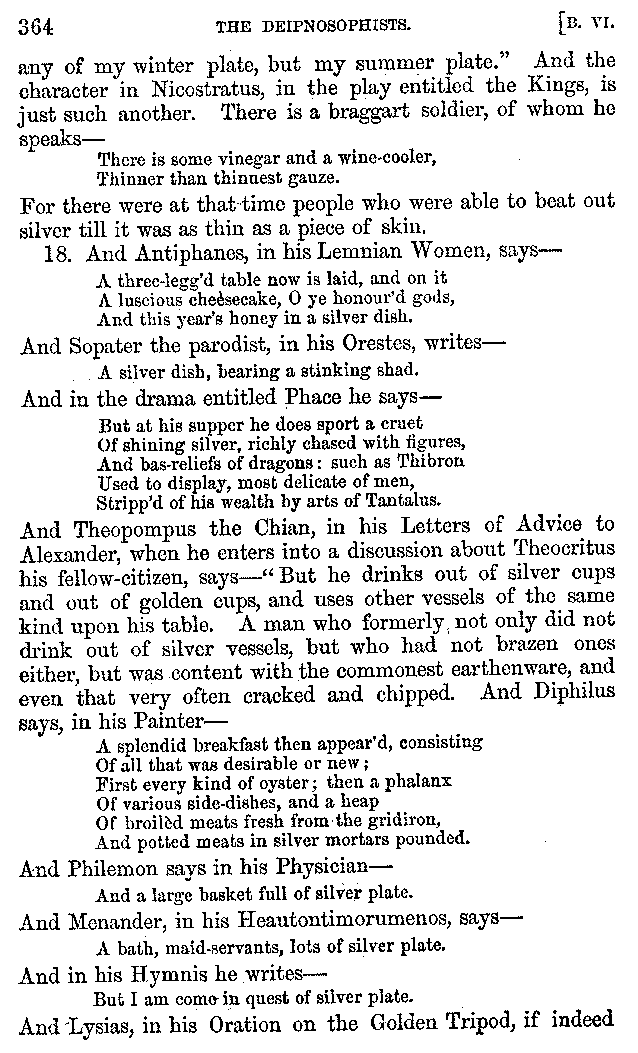 364 THE DEIPNOSOPHISTS. [B. VI.
any of my winter plate, but my summer plate." And the
character in Nicostratus, in the play entitled the Kings, is
just such another. There is a braggart soldier, of whom he
speaks—
There is some vinegar and a wine-cooler,
Thinner than thinnest gauze.
For there were at that time people who were able to beat out
silver till it was as thin as a piece of skin.
18. And Antiphanes, in his Lemnian Women, says—
A three-legg'd table now is laid, and on it
A luscious cheesecake, O ye honour'd gods,
And this year's honey in a silver dish.
And Sopater the parodist, in his Orestes, writes—
A silver dish, bearing a stinking shad.
And in the drama entitled Phace he says—
But at his supper he does sport a cruet
Of shining silver, richly chased with figures,
And bas-reliefs of dragons: such as Thibron
Used to display, most delicate of men,
Stripp'd of his wealth by arts of Tantalus.
And Theopompus the Chian, in his Letters of Advice to
Alexander, when he enters into a discussion about Theocritus
his fellow-citizen, says—"But he drinks out of silver cups
and out of golden cups, and uses other vessels of the same
kind upon his table. A man who formerly, not only did not
drink out of silver vessels, but who had not brazen ones
either, but was content with the commonest earthenware, and
even that very often cracked and chipped. And Diphilus
says, in his Painter—
A splendid breakfast then appear'd, consisting
Of all that was desirable or new;
First every kind of oyster; then a phalanx
Of various side-dishes, and a heap
Of broiled meats fresh from the gridiron,
And potted meats in silver mortars pounded.
And Philemon says in his Physician—
And a large basket full of silver plate.
And Menander, in his Heautontimorumenos, says—
A bath, maid-servants, lots of silver plate.
And in his Hymnis he writes—
But I am come in quest of silver plate.
And Lysias, in his Oration on the Golden Tripod, if indeed